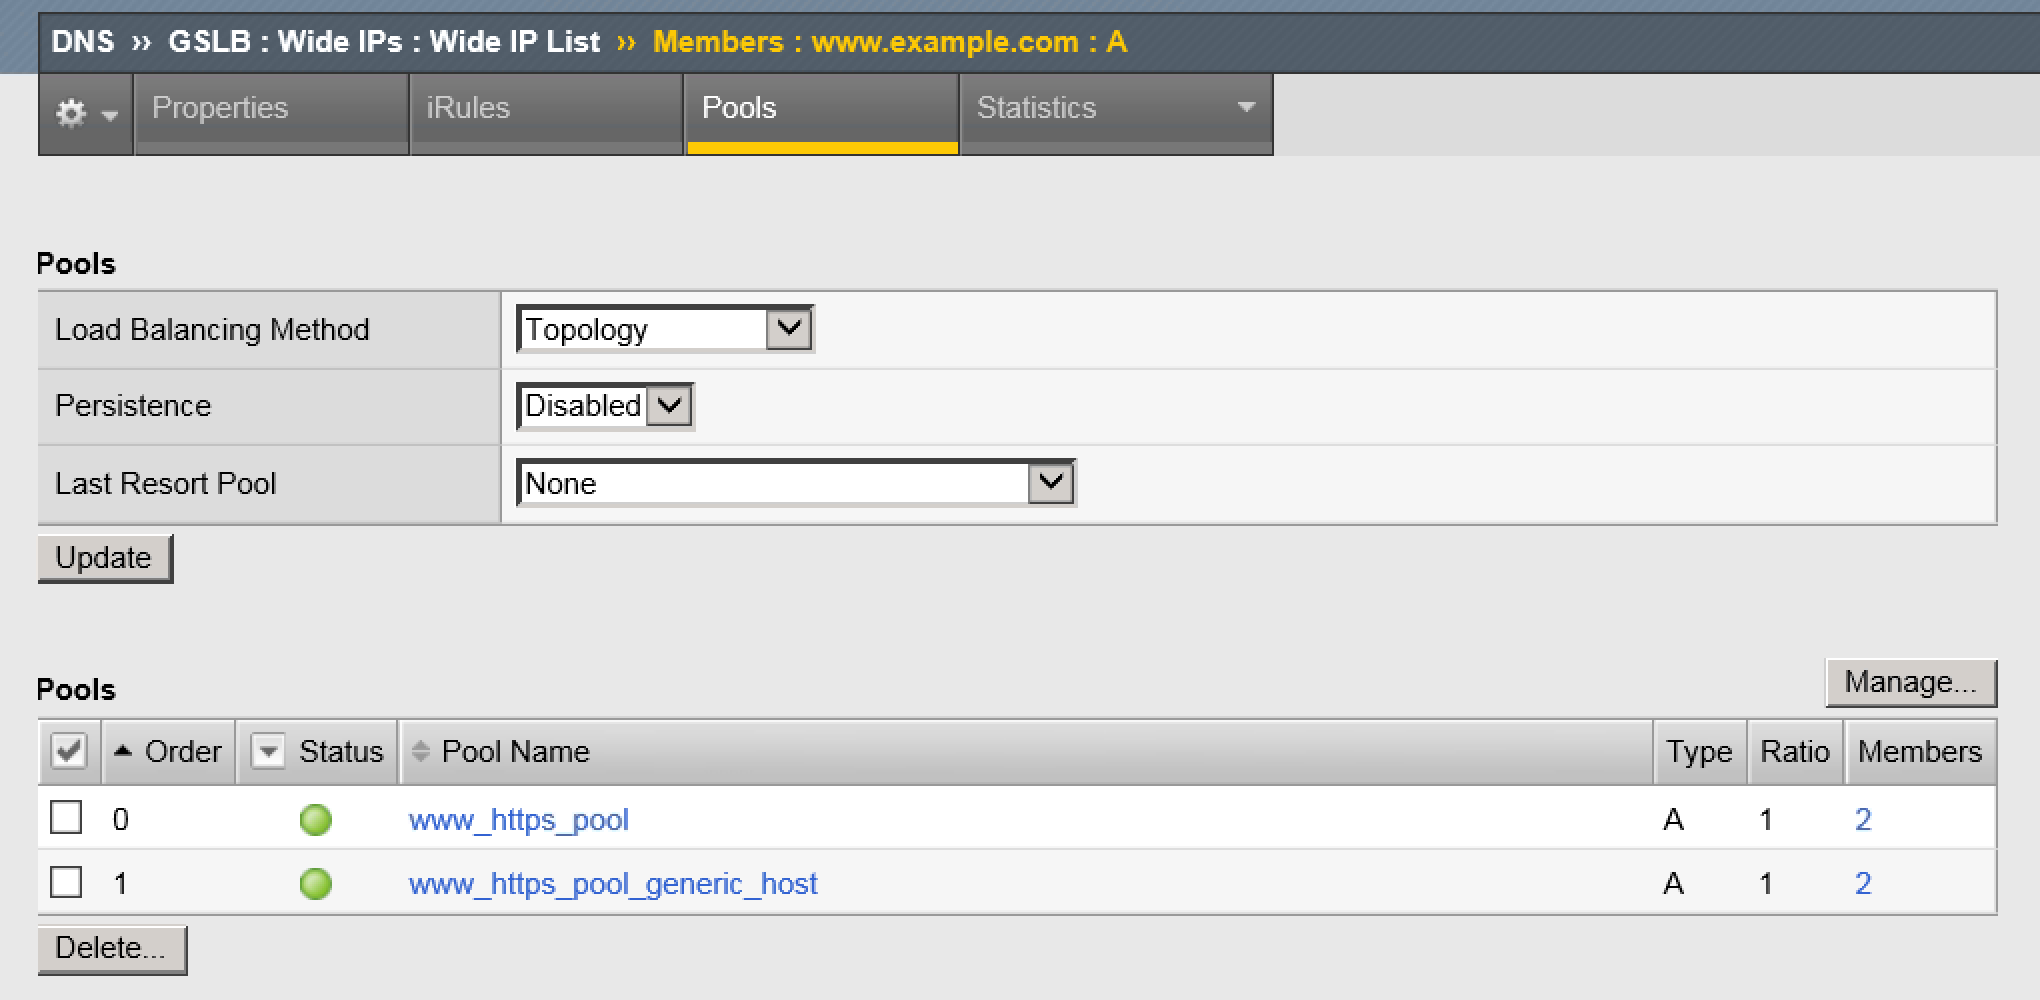 DNS ›› GSLB : Wide IPs : Wide IP List ›› Members : www.example.com : A
Properties iRules Pools Statistics
Pools
Load Balancing Method Topology
Persistence Disabled
Last Resort Pool None
Update
Pools Manage...
Order Status Pool Name Type Ratio Members
0 www_https_pool A 1 2
1 www_https_pool_generic_host A 1 2
Delete...